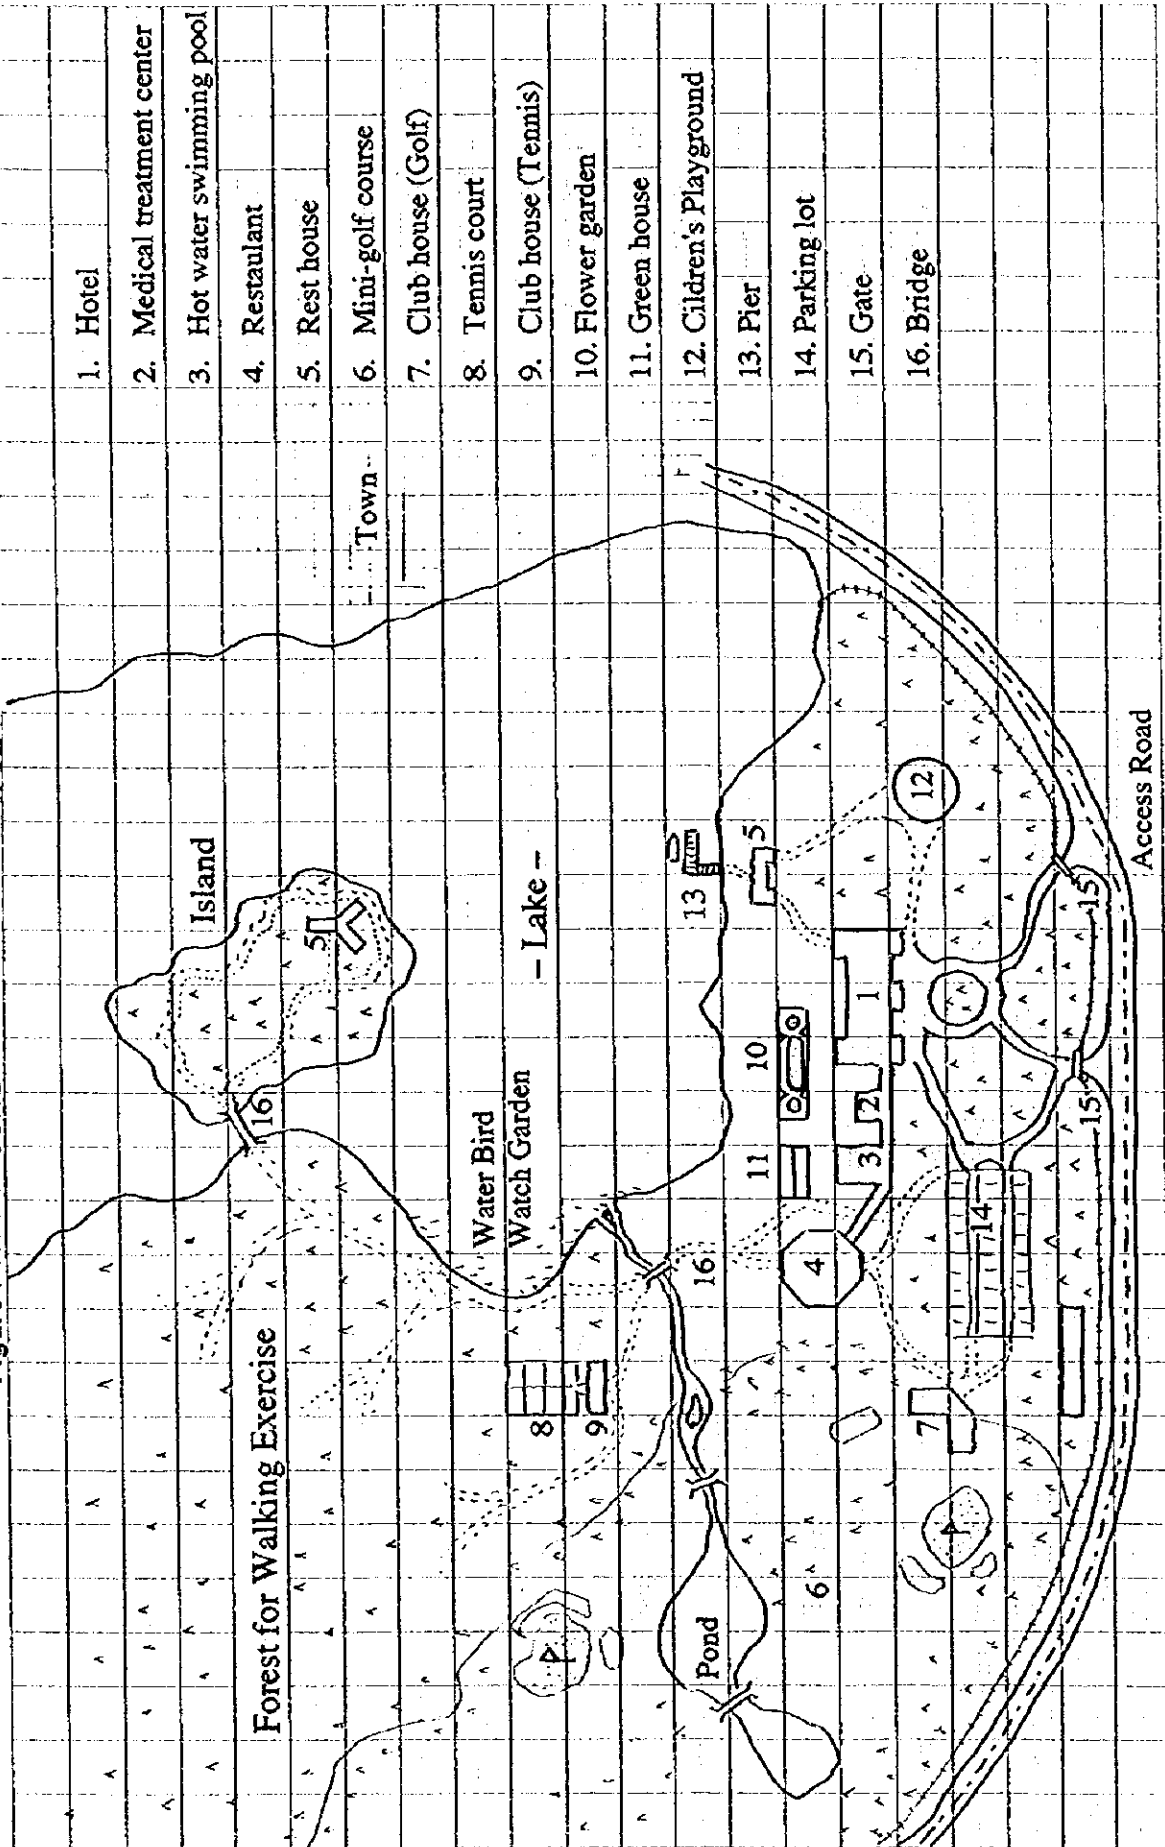 1. Hotel
2. Medical treatment center
3. Hot water swimming pool
4. Restaulant
5. Rest house
6. Mini-golf course
7. Club house (Golf)
8. Tennis court
9. Club house (Tennis)
10. Flower garden
11. Green house
12. Cildren's Playground
13. Pier
14. Parking lot
15. Gate
16. Bridge
Town
Island
5
16
Forest for Walking Exercise
- Lake -
Water Bird
Watch Garden
8
9
16
13
5
10
11
12
1
2
3
4
14
7
6
Pond
15
15
Access Road